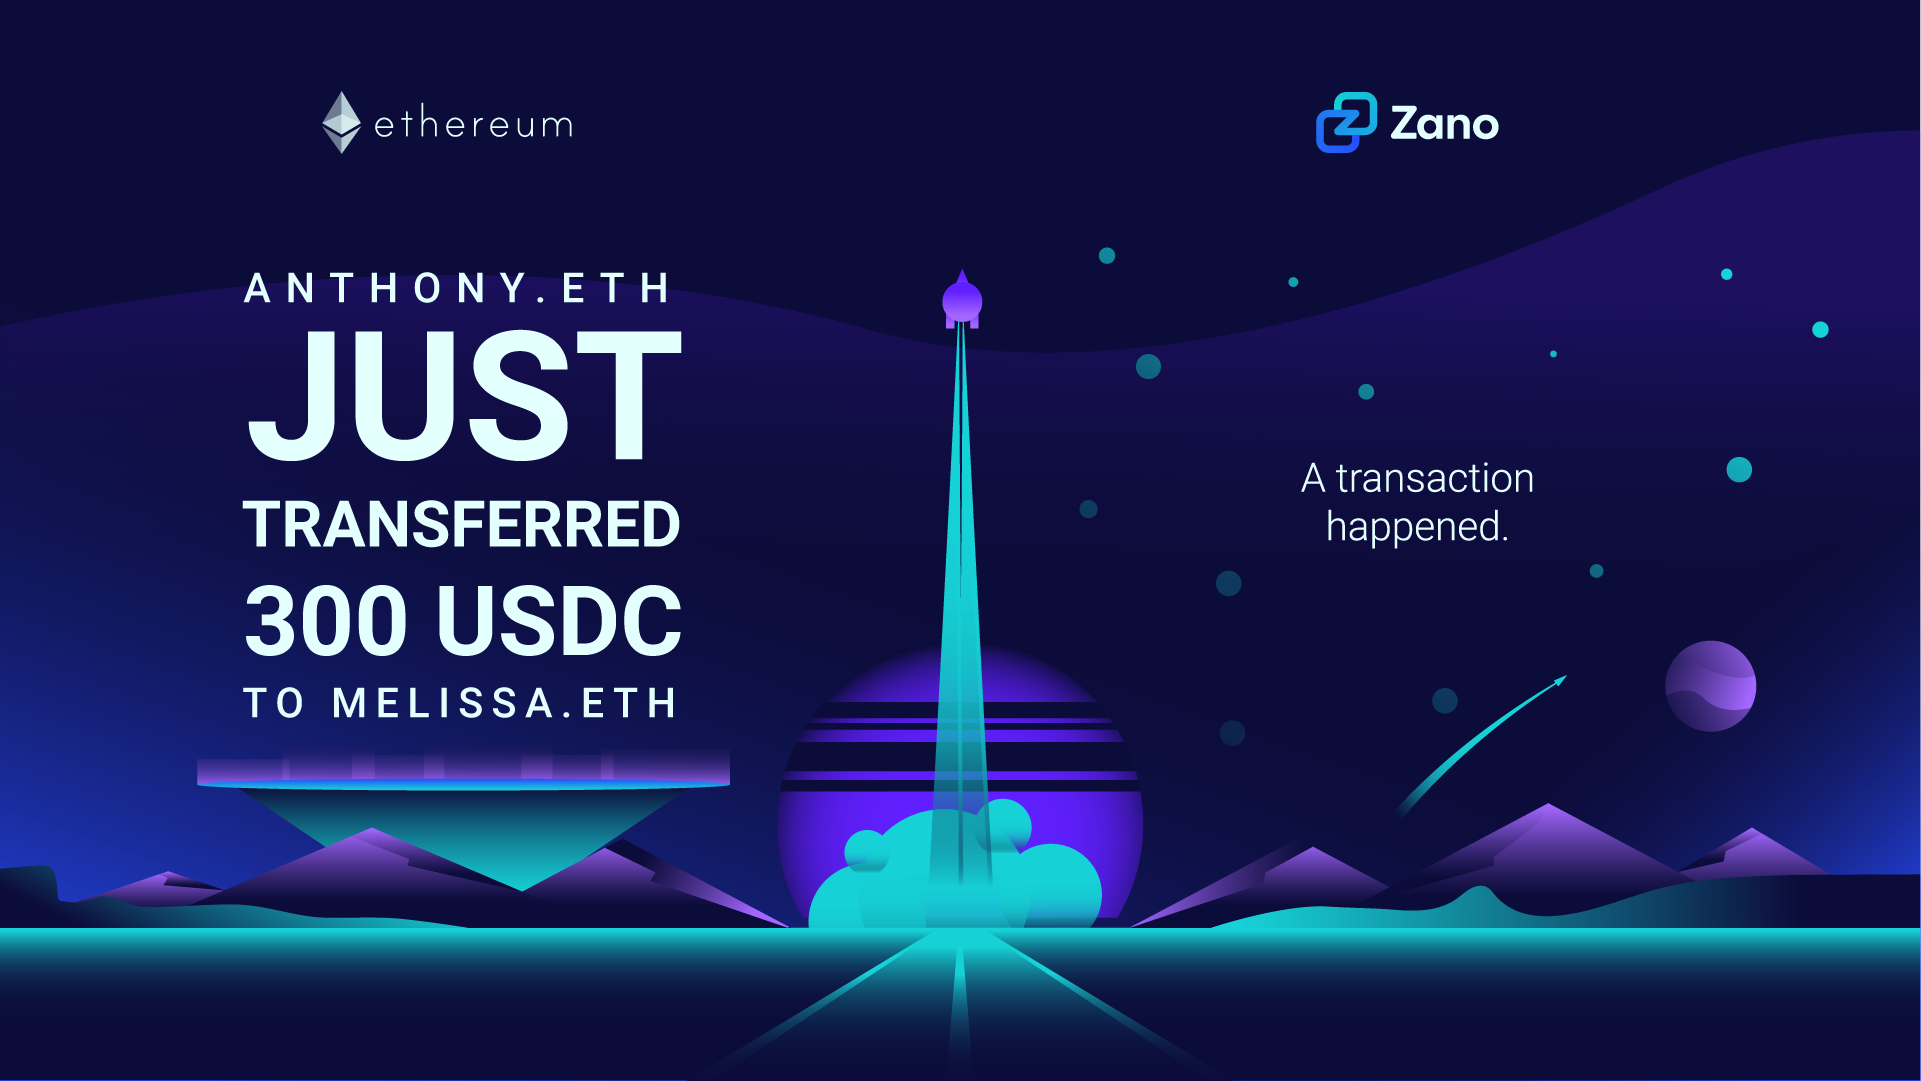 ethereum
ANTHONY.ETH
JUST
TRANSFERRED
300 USDC
TO MELISSA.ETH
Zano
A transaction
happened.